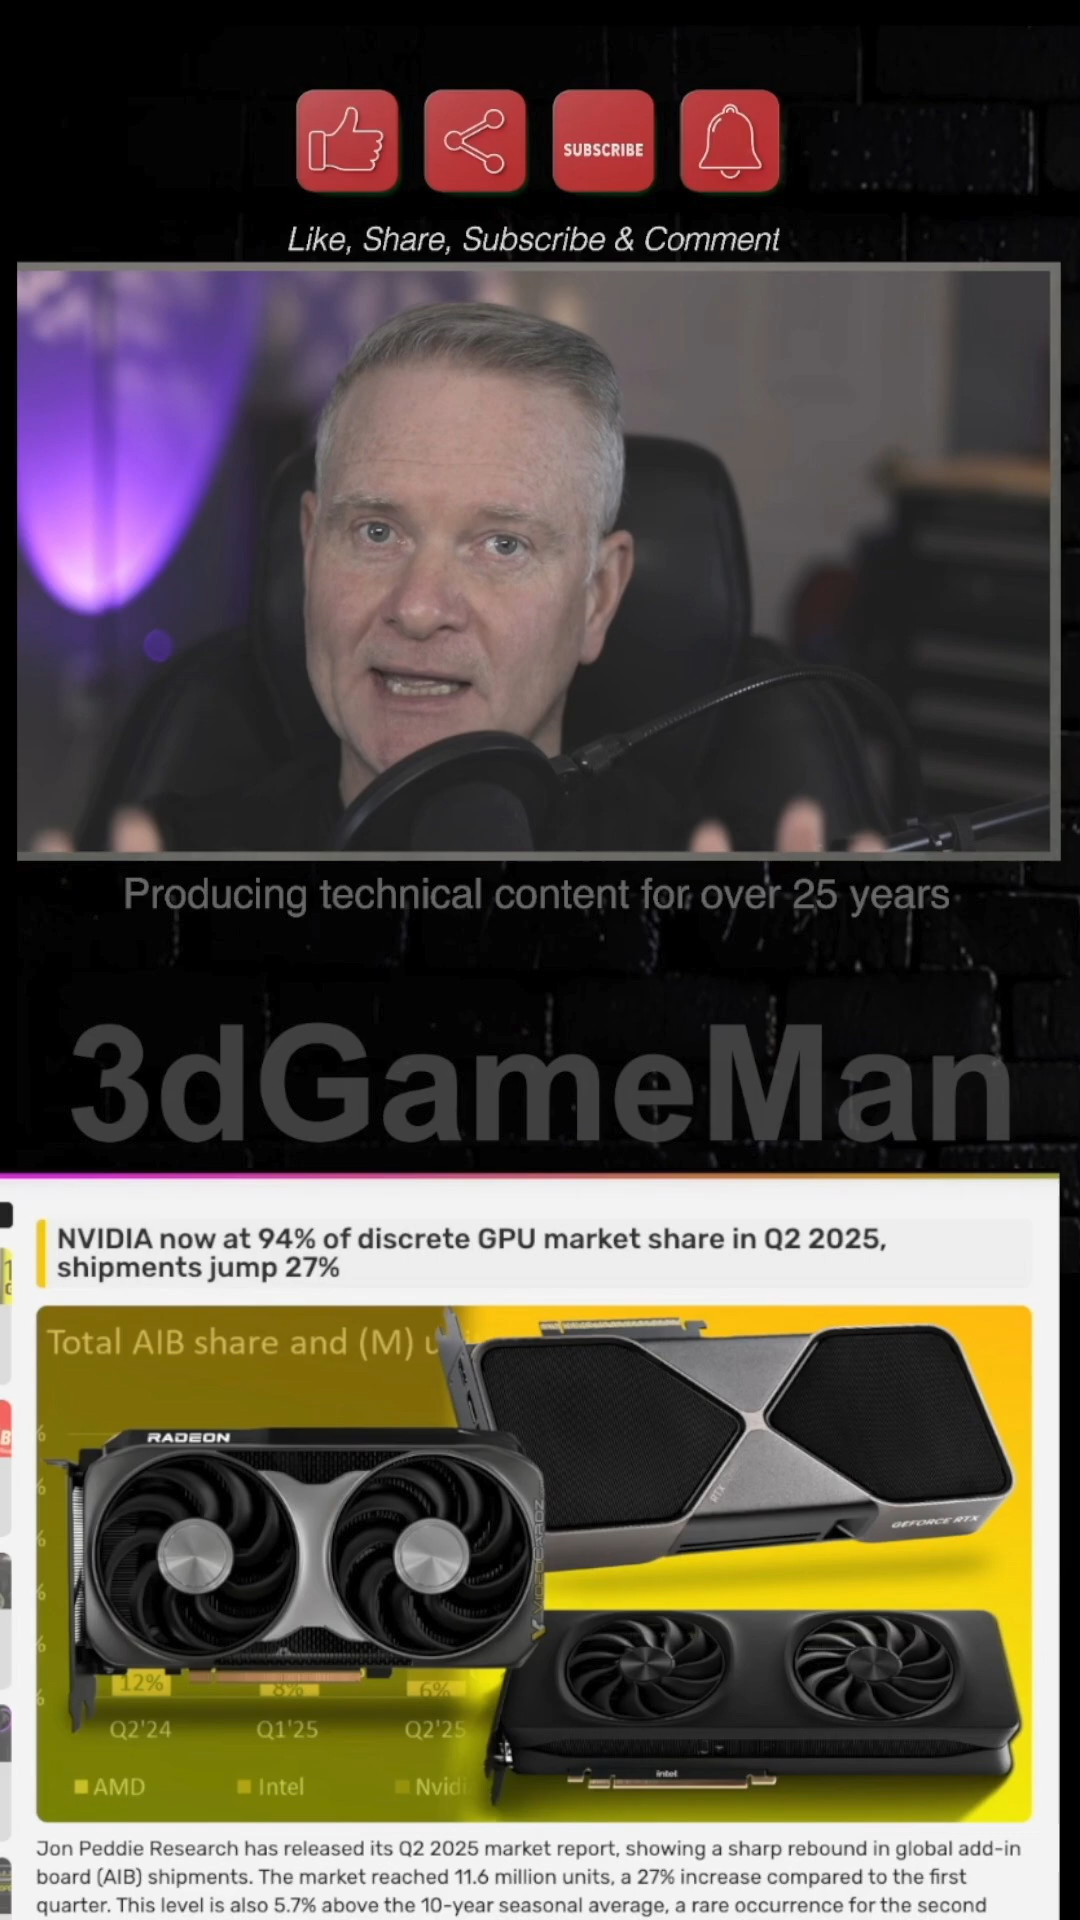 SUBSCRIBE
Like, Share, Subscribe & Comment
Producing technical content for over 25 years
3dGameMan
NVIDIA now at 94% of discrete GPU market share in Q2 2025,
shipments jump 27%
Total AIB share and (M) u
RADEON
RTX
GEFORCE RTX
VIDEOCARDZ
12% 8% 6%
Q2'24 Q1'25 Q2'25
AMD Intel Nvidi
intel
Jon Peddie Research has released its Q2 2025 market report, showing a sharp rebound in global add-in
board (AIB) shipments. The market reached 11.6 million units, a 27% increase compared to the first
quarter. This level is also 5.7% above the 10-year seasonal average, a rare occurrence for the second